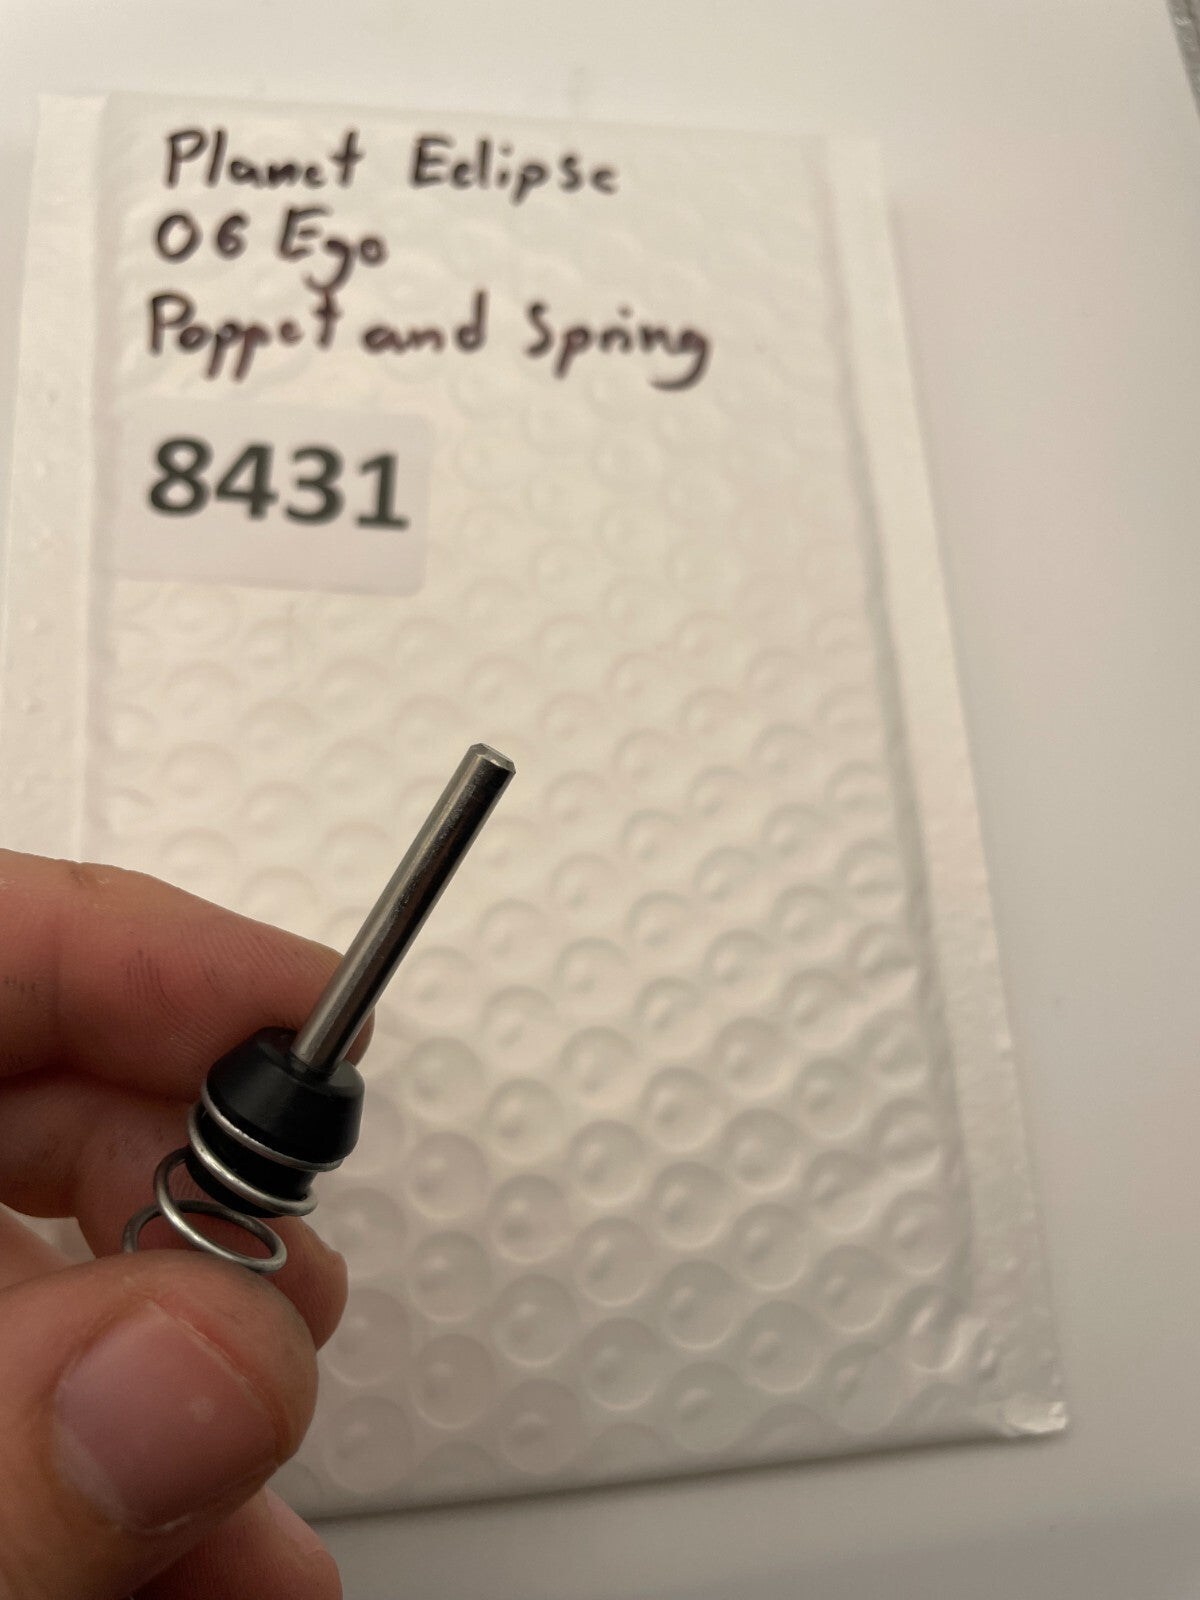 Planet Eclipse
06 Ego
Poppet and Spring
8431